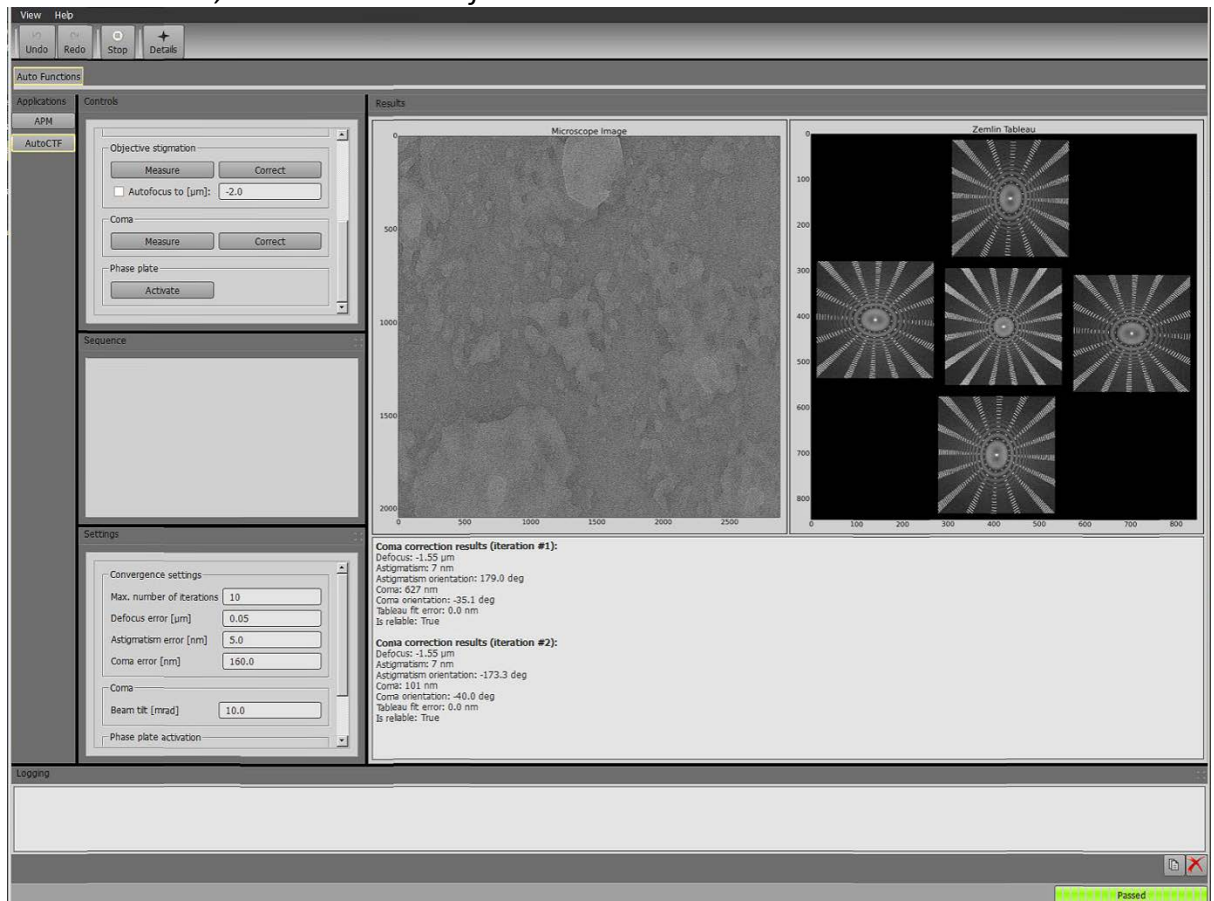 View Help
Undo Redo Stop Details
Auto Functions
Applications
APM
AutoCTF
Controls
Objective stigmation
Measure Correct
Autofocus to [µm]: -2.0
Coma
Measure Correct
Phase plate
Activate
Sequence
Settings
Convergence settings
Max. number of iterations 10
Defocus error [µm] 0.05
Astigmatism error [nm] 5.0
Coma error [nm] 160.0
Coma
Beam tilt [mrad] 10.0
Phase plate activation
Results
Microscope Image
0
500
1000
1500
2000
0 500 1000 1500 2000 2500
Zemlin Tableau
0
100
200
300
400
500
600
700
800
0 100 200 300 400 500 600 700 800
Coma correction results (iteration #1):
Defocus: -1.55 µm
Astigmatism: 7 nm
Astigmatism orientation: 179.0 deg
Coma: 627 nm
Coma orientation: -35.1 deg
Tableau fit error: 0.0 nm
Is reliable: True
Coma correction results (iteration #2):
Defocus: -1.55 µm
Astigmatism: 7 nm
Astigmatism orientation: -173.3 deg
Coma: 101 nm
Coma orientation: -40.0 deg
Tableau fit error: 0.0 nm
Is reliable: True
Logging
Passed